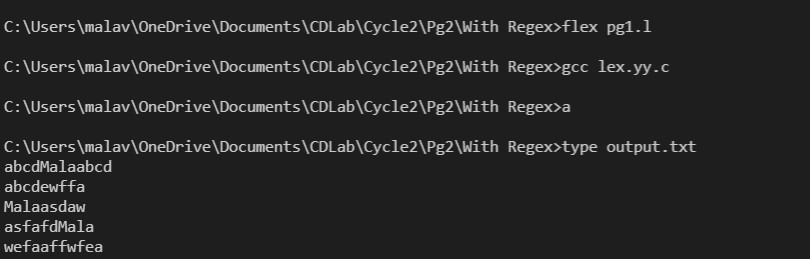 C:\Users\malav\OneDrive\Documents\CDLab\Cycle2\Pg2\With Regex>flex pg1.l
C:\Users\malav\OneDrive\Documents\CDLab\Cycle2\Pg2\With Regex>gcc lex.yy.c
C:\Users\malav\OneDrive\Documents\CDLab\Cycle2\Pg2\With Regex>a
C:\Users\malav\OneDrive\Documents\CDLab\Cycle2\Pg2\With Regex>type output.txt
abcdMalaabcd
abcdewffa
Malaasdaw
asfafdMala
wefaaffwfea